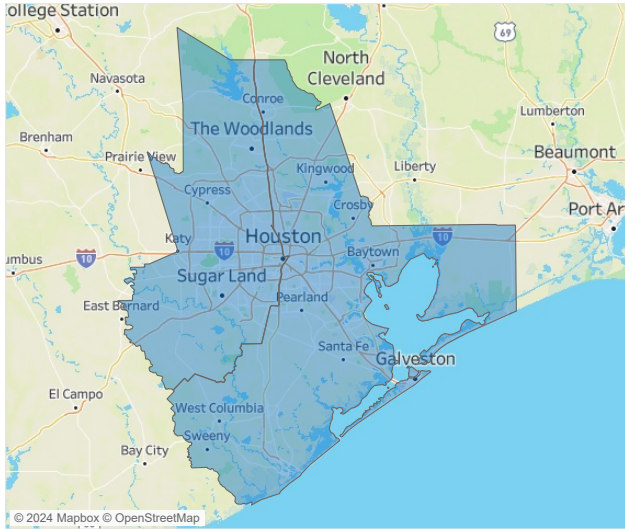 ollege Station
69
Navasota
North
Cleveland
Conroe
Lumberton
The Woodlands
Brenham
Prairie View
Beaumont
Kingwood
Liberty
Cypress
Crosby
Port Ar
Katy
Houston
10
10
10
umbus
Baytown
Sugar Land
East Bernard
Pearland
Santa Fe
Galveston
El Campo
West Columbia
Sweeny
Bay City
© 2024 Mapbox © OpenStreetMap